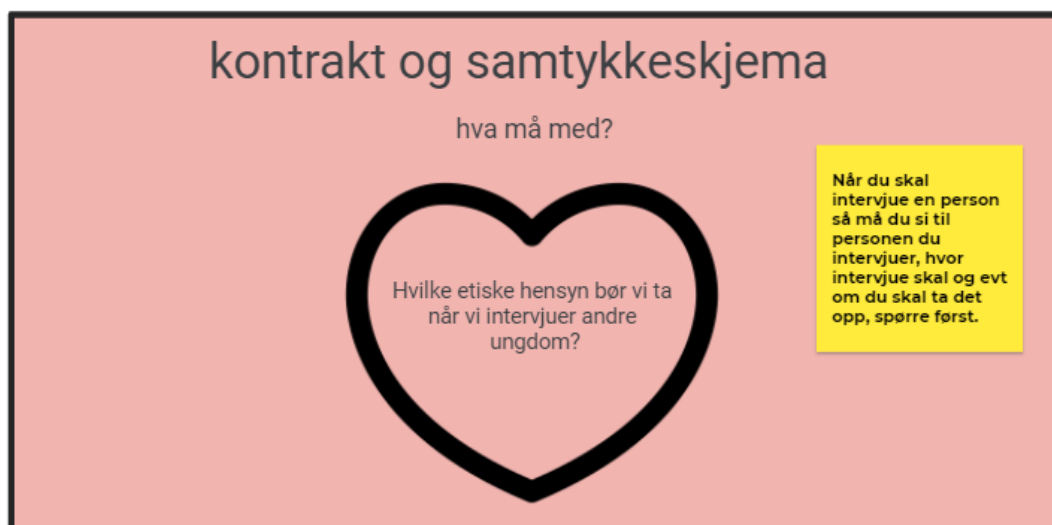 kontrakt og samtykkeskjema
hva må med?
Hvilke etiske hensyn bør vi ta
når vi intervjuer andre
ungdom?
Når du skal
intervjue en person
så må du si til
personen du
intervjuer, hvor
intervjue skal og evt
om du skal ta det
opp, spørre først.